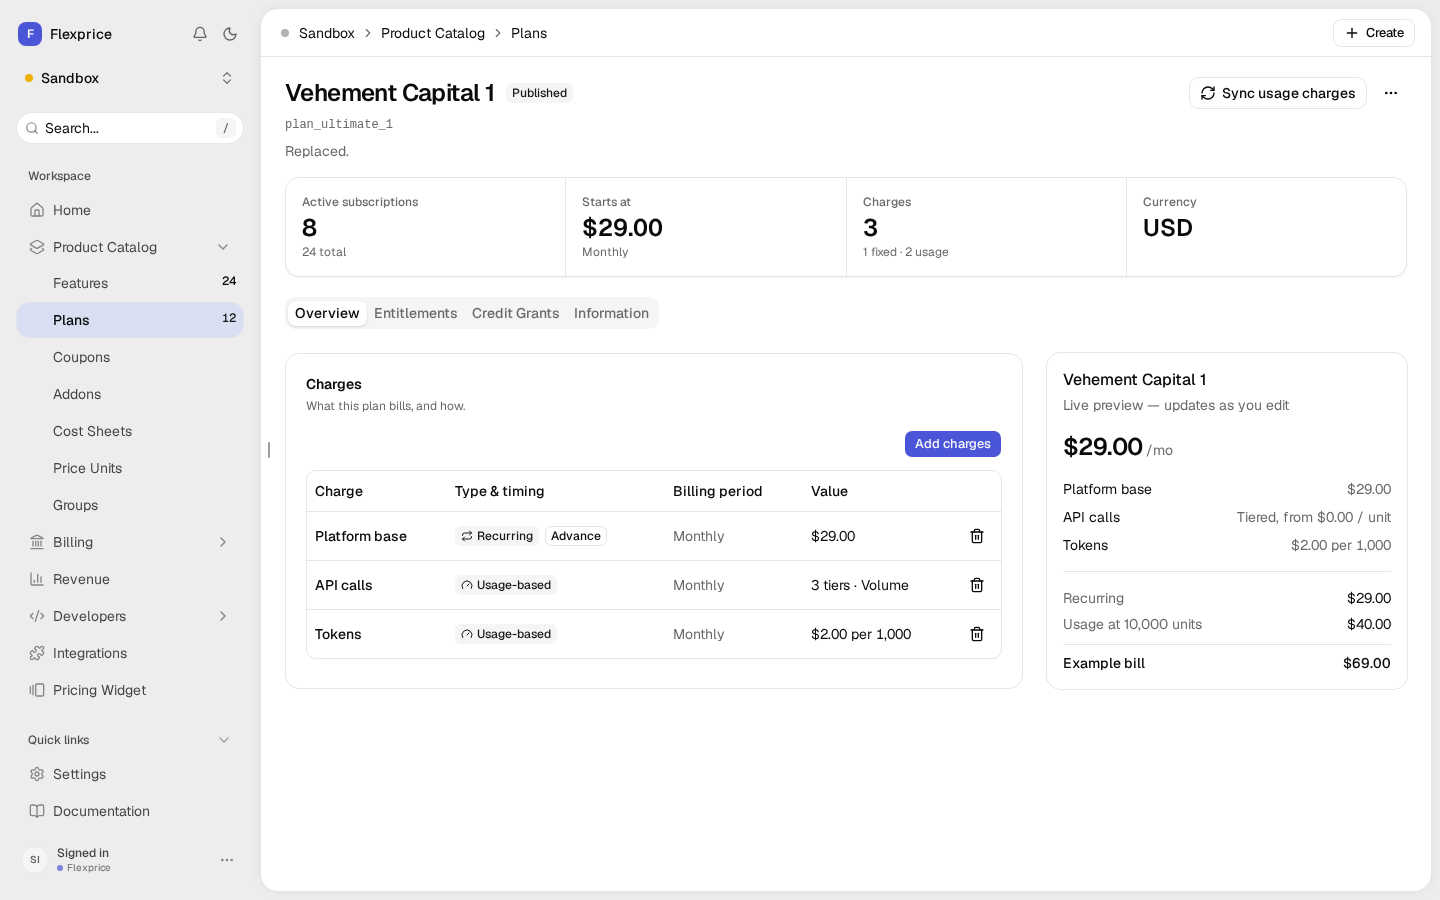 F Flexprice
Sandbox
Search... /
Workspace
Home
Product Catalog
Features 24
Plans 12
Coupons
Addons
Cost Sheets
Price Units
Groups
Billing
Revenue
Developers
Integrations
Pricing Widget
Quick links
Settings
Documentation
SI Signed in
Flexprice
Sandbox > Product Catalog > Plans
Create
Vehement Capital 1 Published
Sync usage charges
plan_ultimate_1
Replaced.
Active subscriptions
8
24 total
Starts at
$29.00
Monthly
Charges
3
1 fixed · 2 usage
Currency
USD
Overview Entitlements Credit Grants Information
Charges
What this plan bills, and how.
Add charges
Charge Type & timing Billing period Value
Platform base Recurring Advance Monthly $29.00
API calls Usage-based Monthly 3 tiers · Volume
Tokens Usage-based Monthly $2.00 per 1,000
Vehement Capital 1
Live preview — updates as you edit
$29.00 /mo
Platform base $29.00
API calls Tiered, from $0.00 / unit
Tokens $2.00 per 1,000
Recurring $29.00
Usage at 10,000 units $40.00
Example bill $69.00